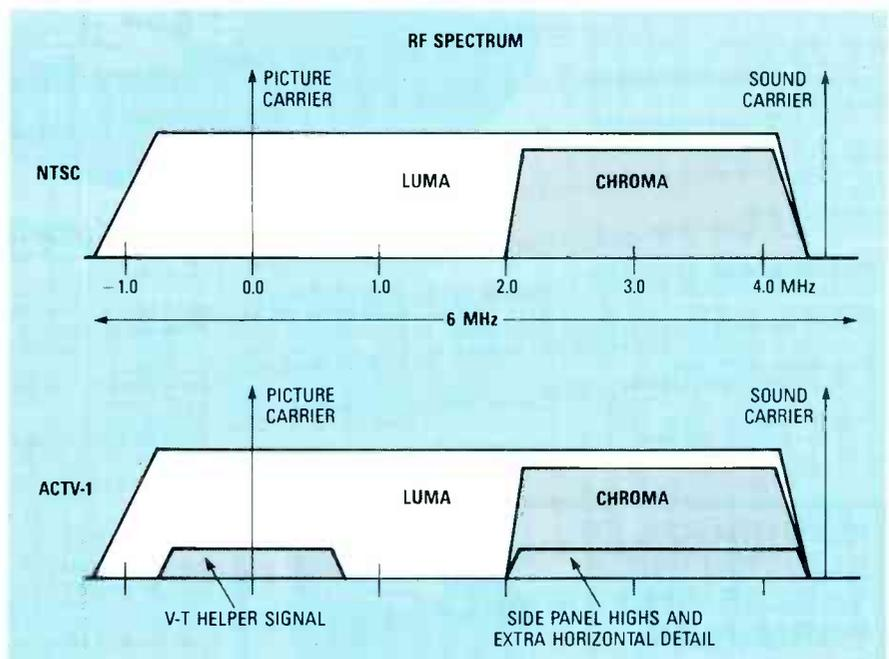 RF SPECTRUM
PICTURE
CARRIER
SOUND
CARRIER
NTSC
LUMA
CHROMA
-1.0
0.0
1.0
2.0
3.0
4.0 MHz
6 MHz
PICTURE
CARRIER
SOUND
CARRIER
ACTV-1
LUMA
CHROMA
V-T HELPER SIGNAL
SIDE PANEL HIGHS AND
EXTRA HORIZONTAL DETAIL